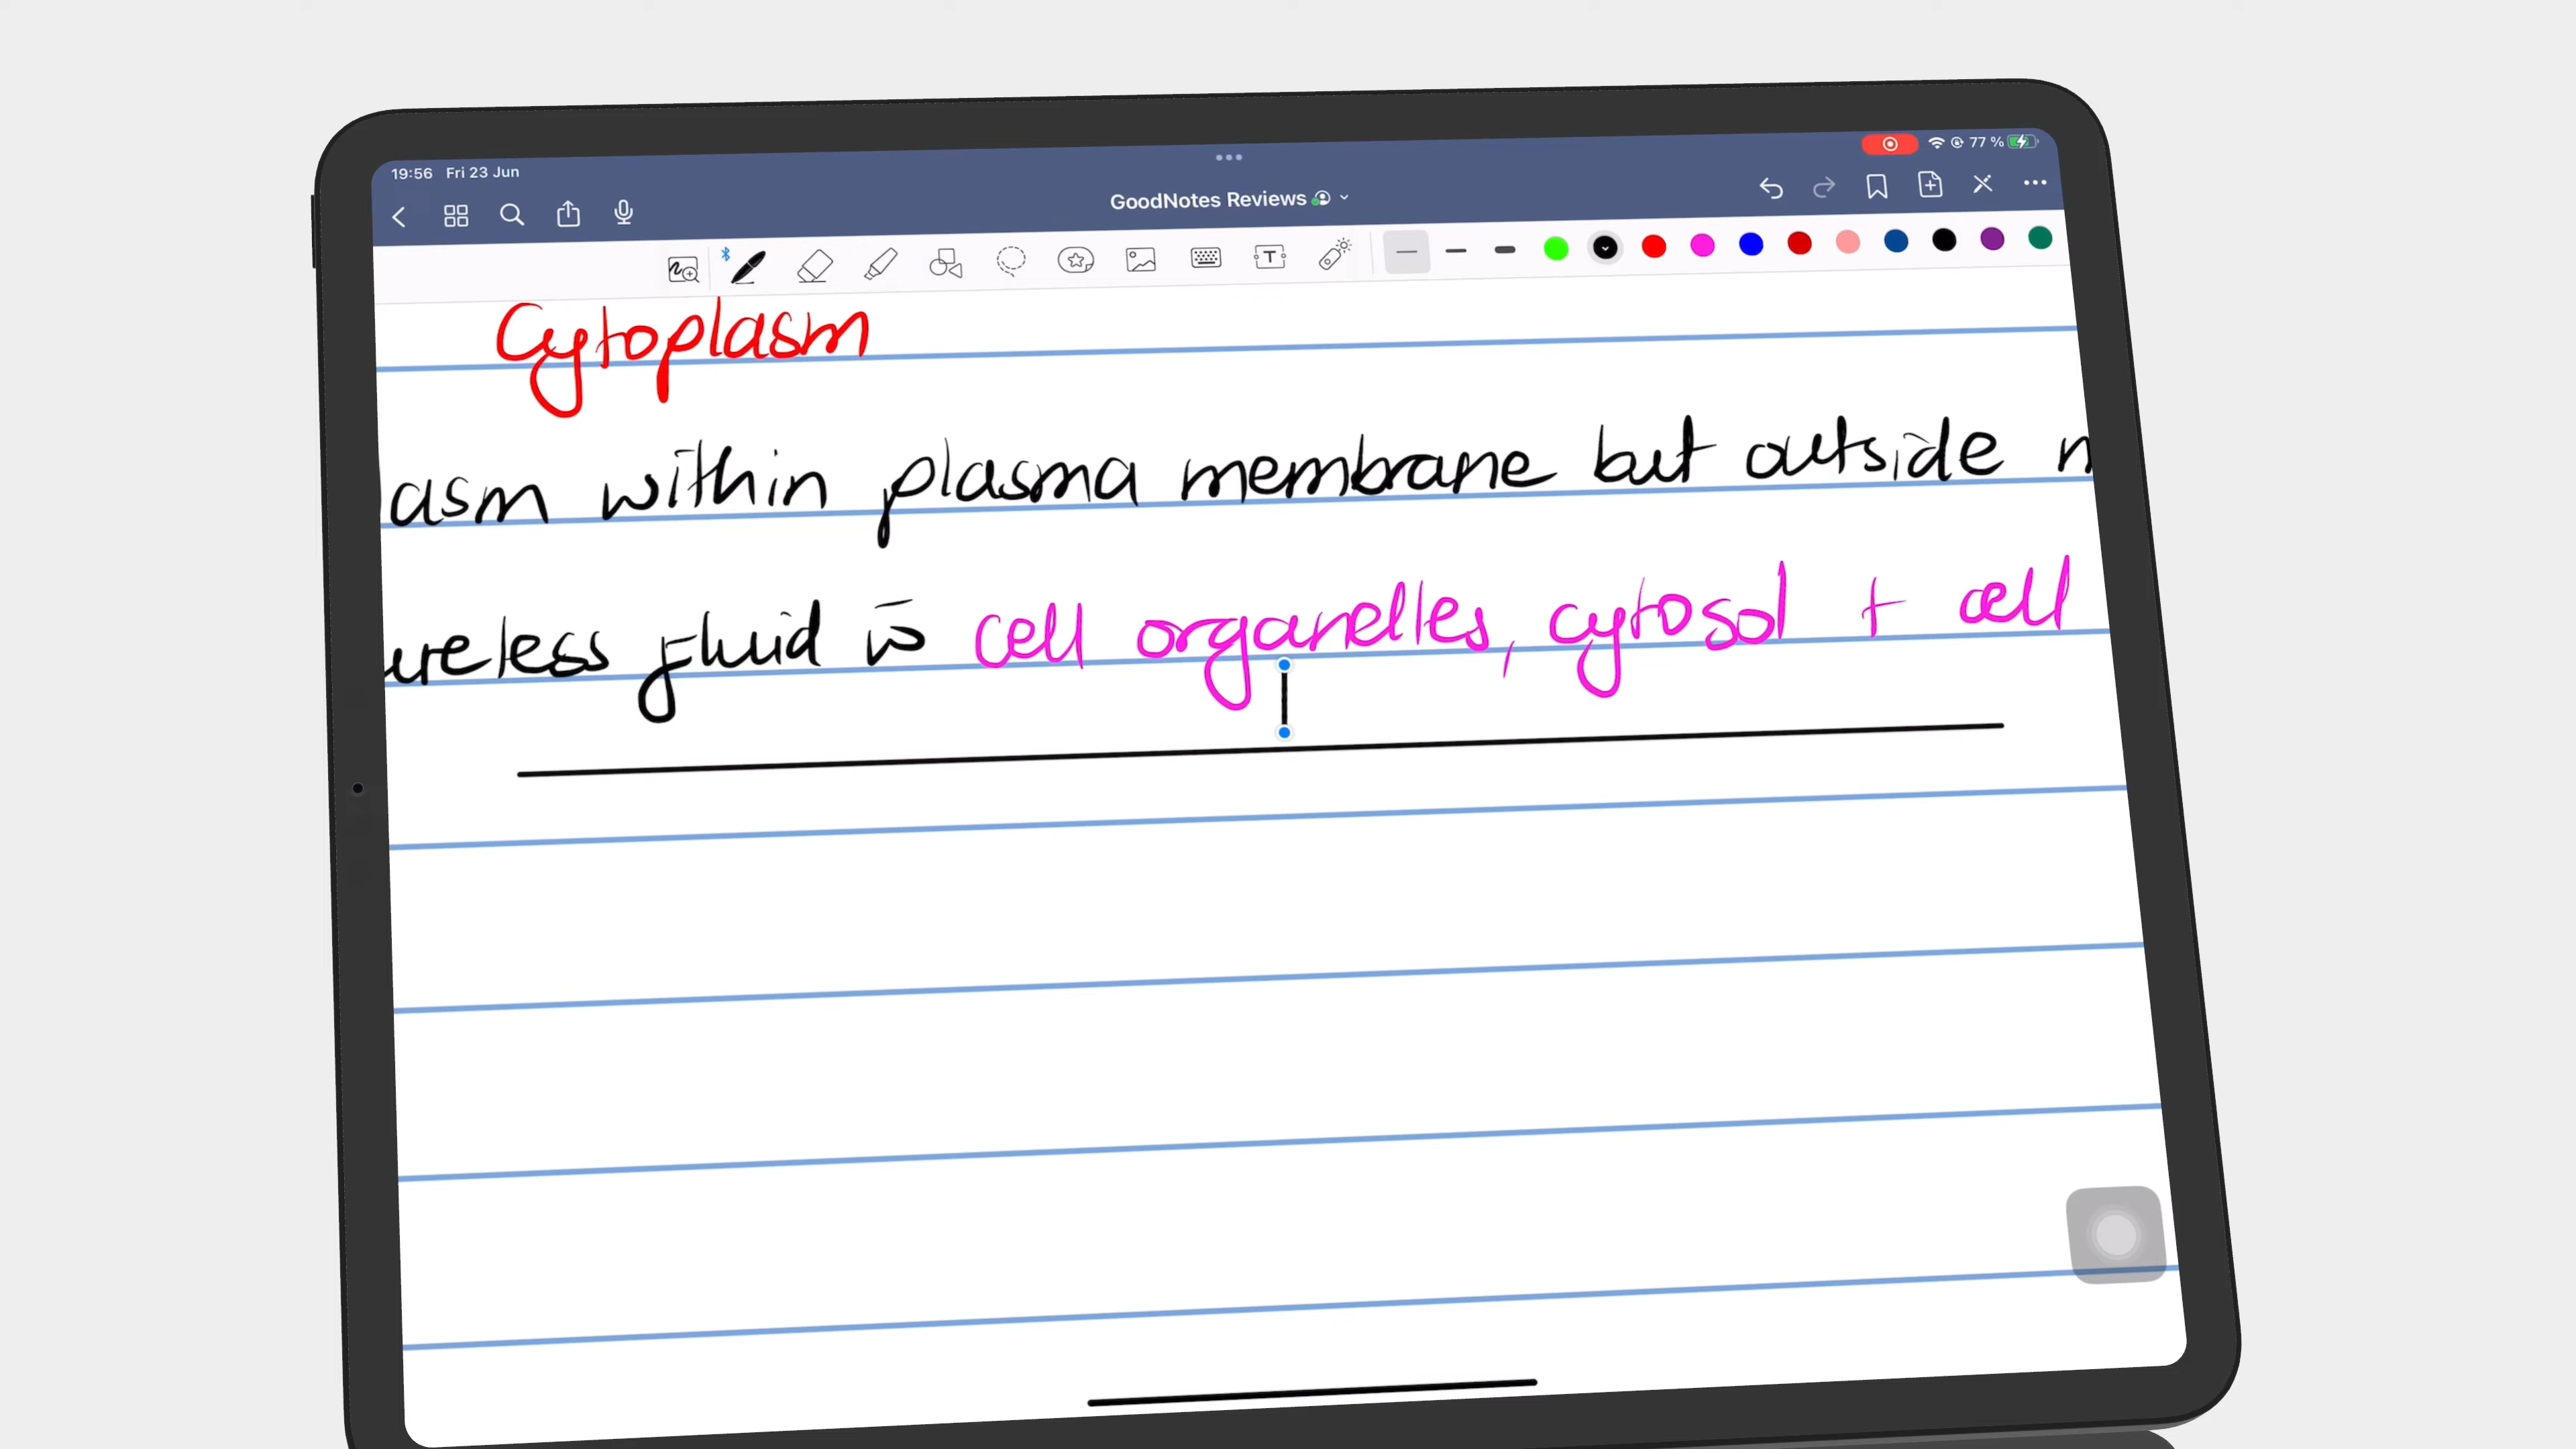 19:56 Fri 23 Jun
77 %
GoodNotes Reviews
T
Cytoplasm
asm within plasma membrane but outside n
ureless fluid is cell organelles, cytosol + cell